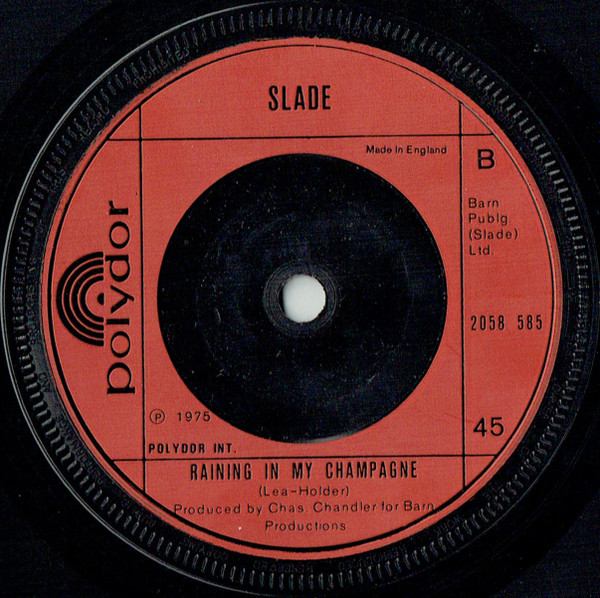 SLADE
Made In England
B
Barn
Publg
(Slade)
Ltd.
polydor
2058 585
℗ 1975
45
POLYDOR INT.
RAINING IN MY CHAMPAGNE
(Lea-Holder)
Produced by Chas. Chandler for Barn
Productions